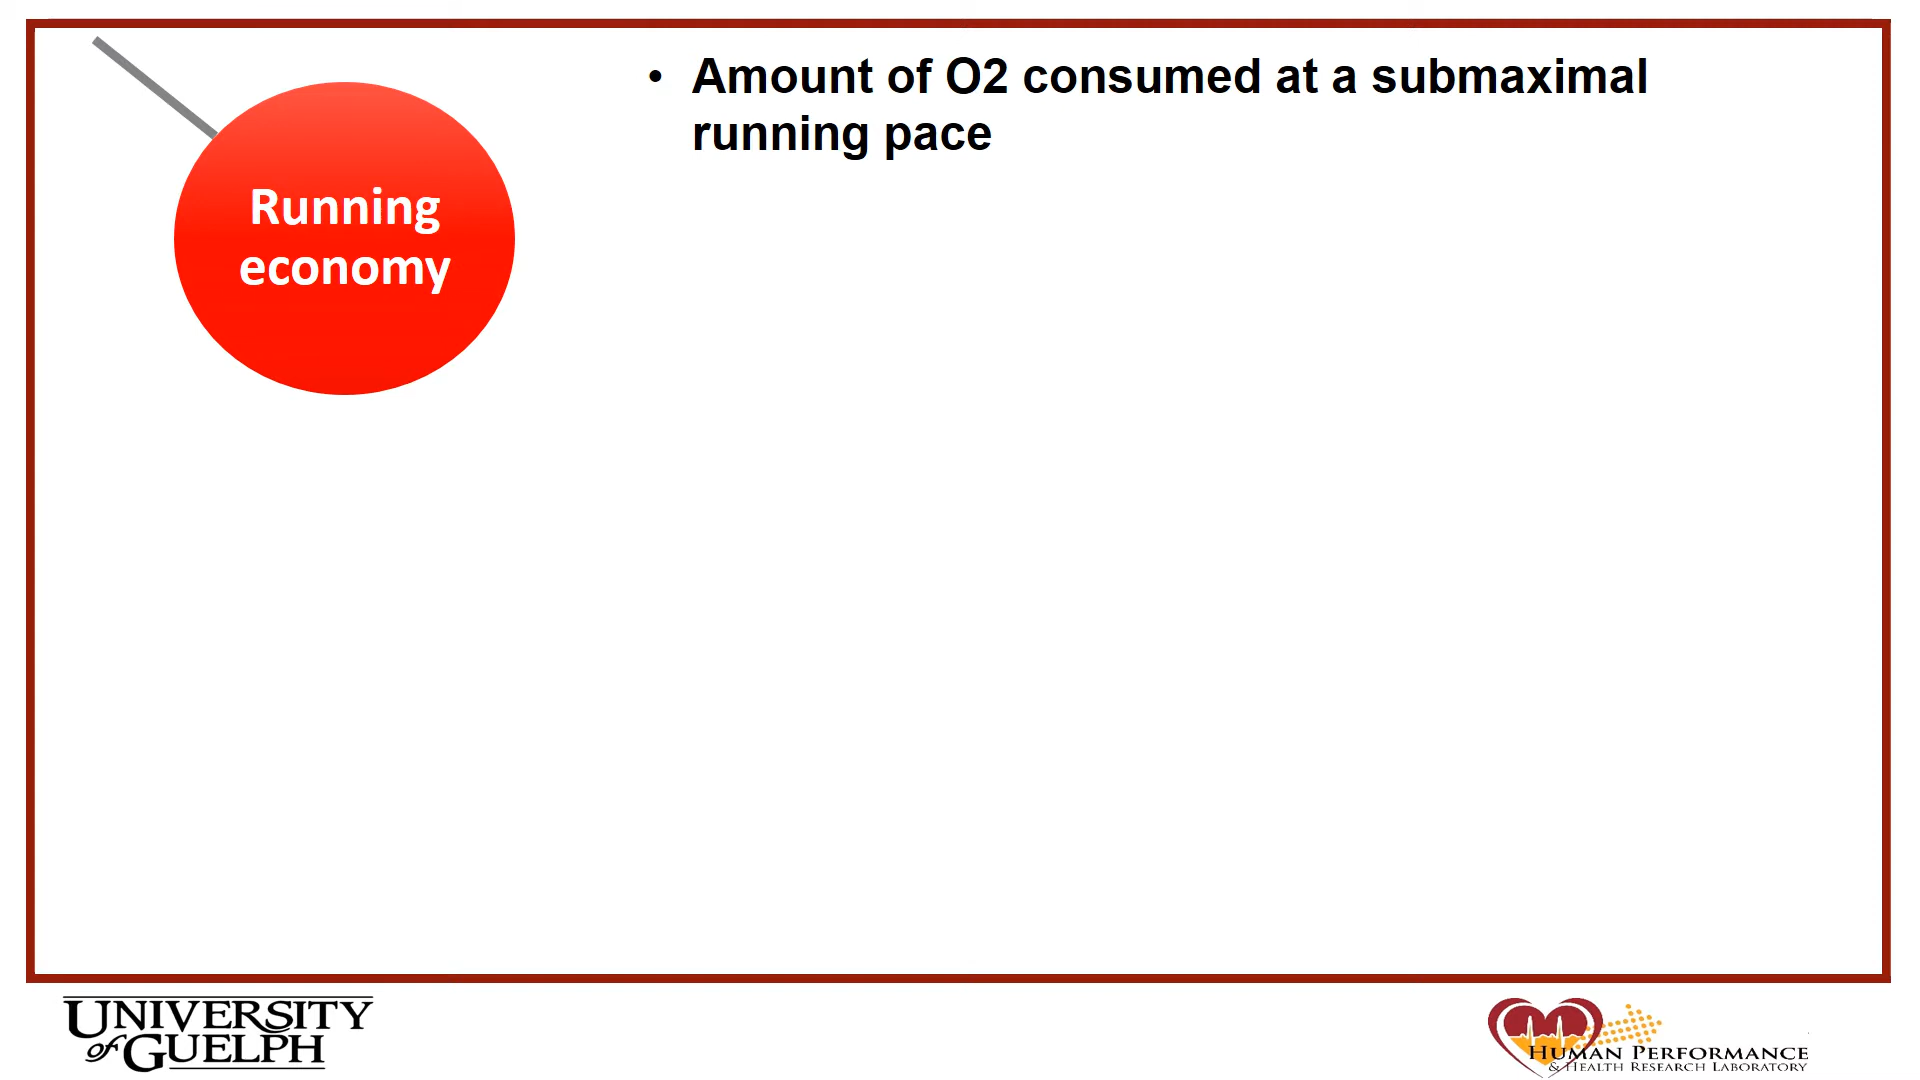 • Amount of O2 consumed at a submaximal
running pace
Running
economy
UNIVERSITY
of GUELPH
HUMAN PERFORMANCE
& HEALTH RESEARCH LABORATORY